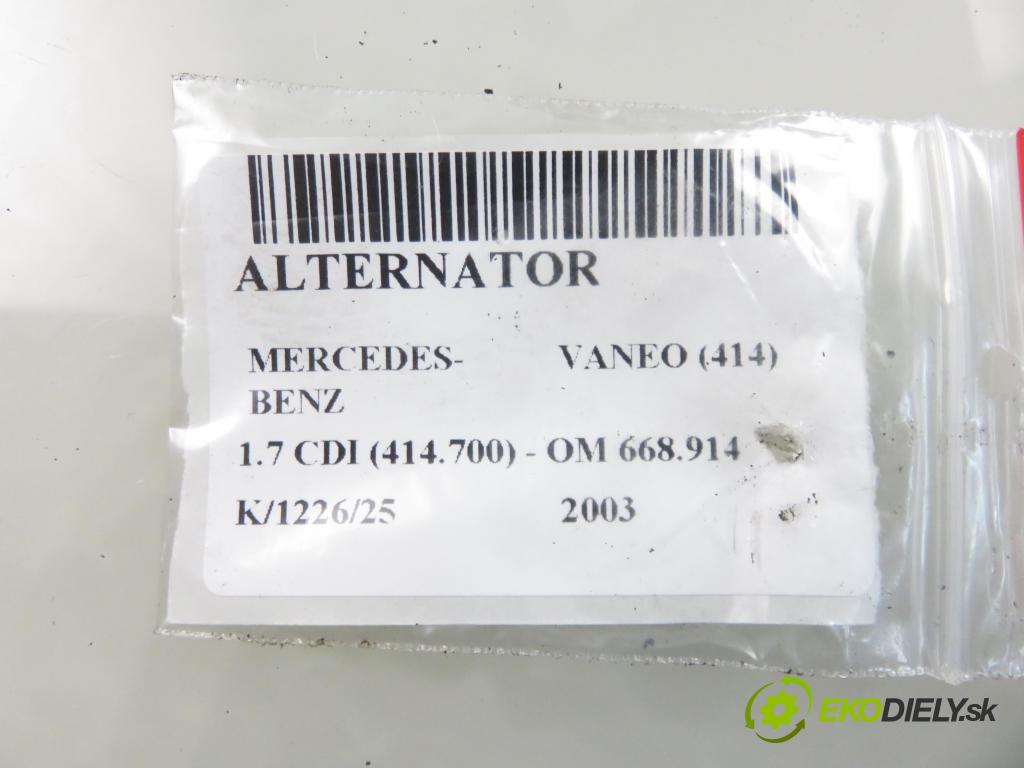 ALTERNATOR
MERCEDES- VANEO (414)
BENZ
1.7 CDI (414.700) - OM 668.914
K/1226/25 2003
EKODIELY.sk